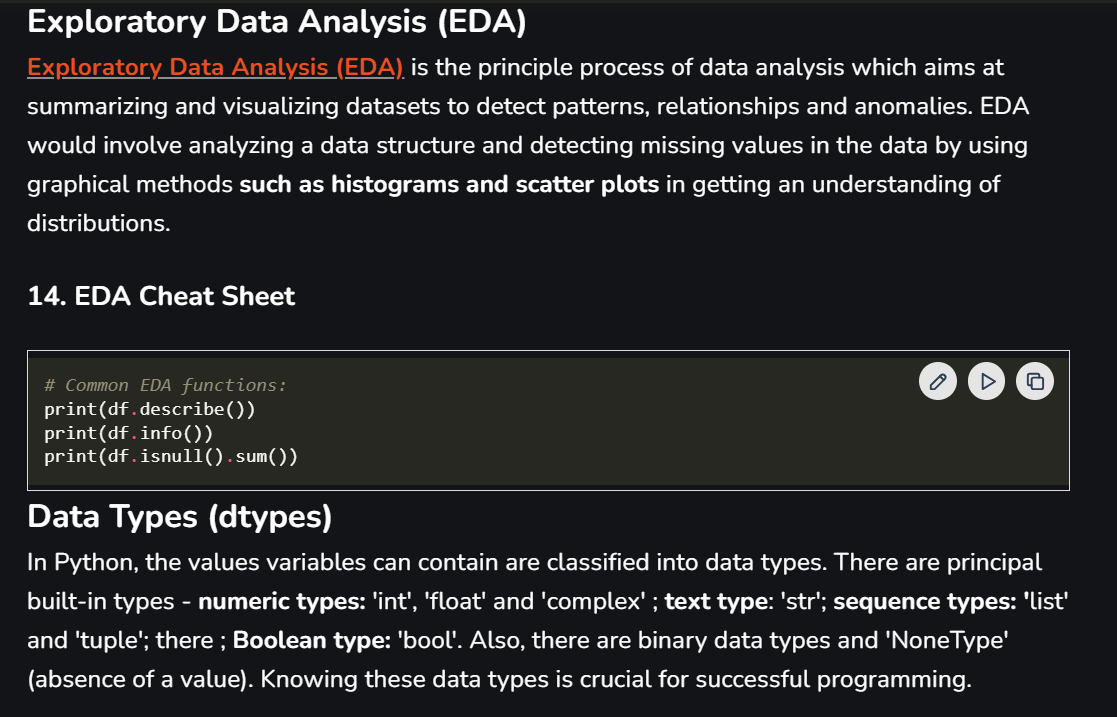 Exploratory Data Analysis (EDA)
Exploratory Data Analysis (EDA) is the principle process of data analysis which aims at
summarizing and visualizing datasets to detect patterns, relationships and anomalies. EDA
would involve analyzing a data structure and detecting missing values in the data by using
graphical methods such as histograms and scatter plots in getting an understanding of
distributions.
14. EDA Cheat Sheet
# Common EDA functions:
print(df.describe())
print(df.info())
print(df.isnull().sum())
Data Types (dtypes)
In Python, the values variables can contain are classified into data types. There are principal
built-in types - numeric types: 'int', 'float' and 'complex' ; text type: 'str'; sequence types: 'list'
and 'tuple'; there ; Boolean type: 'bool'. Also, there are binary data types and 'NoneType'
(absence of a value). Knowing these data types is crucial for successful programming.